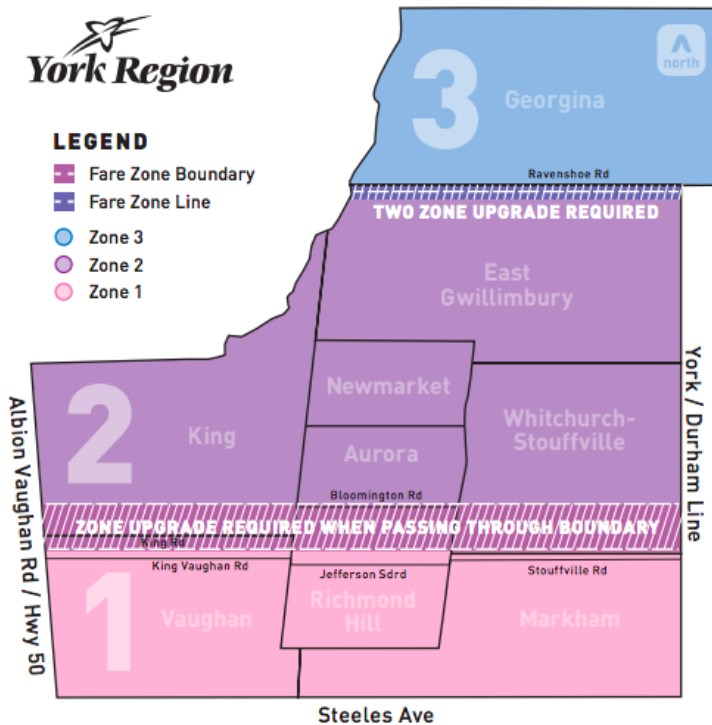 York Region
north
3
Georgina
LEGEND
Fare Zone Boundary
Fare Zone Line
Zone 3
Zone 2
Zone 1
Ravenshoe Rd
TWO ZONE UPGRADE REQUIRED
East
Gwillimbury
Newmarket
2
King
Aurora
Whitchurch-
Stouffville
Bloomington Rd
ZONE UPGRADE REQUIRED WHEN PASSING THROUGH BOUNDARY
King Rd
King Vaughan Rd
Jefferson Sdrd
Stouffville Rd
1
Vaughan
Richmond
Hill
Markham
Albion Vaughan Rd / Hwy 50
York / Durham Line
Steeles Ave